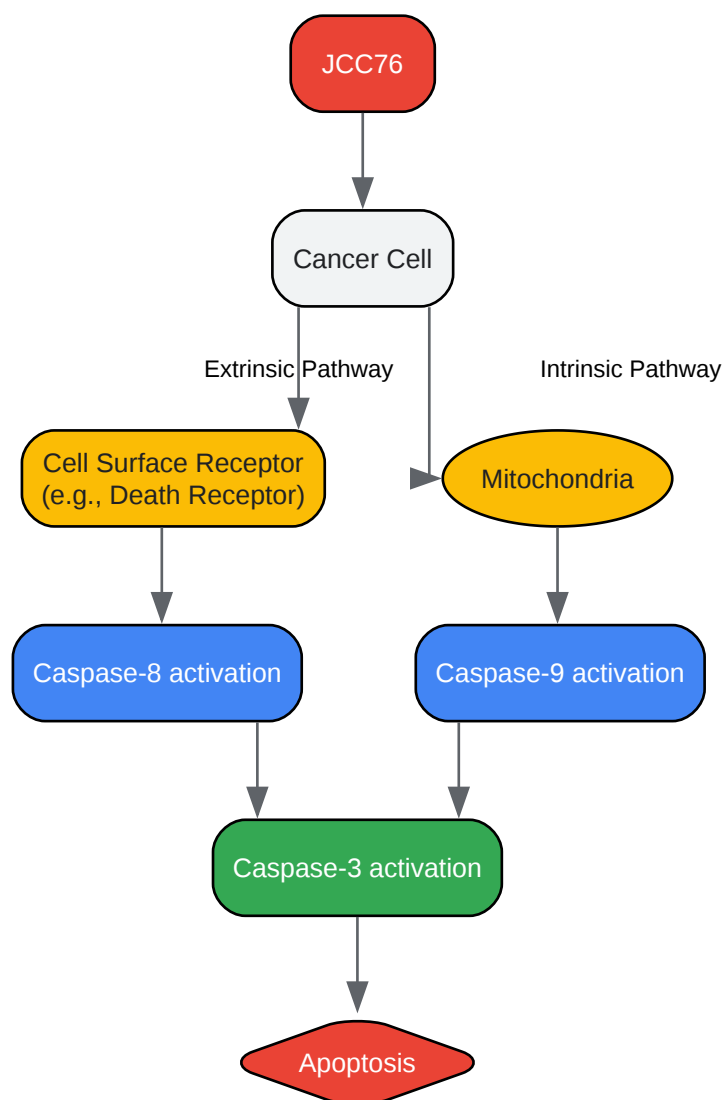 JCC76
Cancer Cell
Extrinsic Pathway
Intrinsic Pathway
Cell Surface Receptor
(e.g., Death Receptor)
Mitochondria
Caspase-8 activation
Caspase-9 activation
Caspase-3 activation
Apoptosis